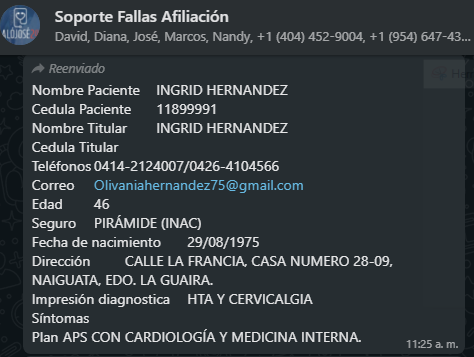 Soporte Fallas Afiliación
David, Diana, José, Marcos, Nandy, +1 (404) 452-9004, +1 (954) 647-43...
Reenviado
Nombre Paciente INGRID HERNANDEZ
Cedula Paciente 11899991
Nombre Titular INGRID HERNANDEZ
Cedula Titular
Teléfonos 0414-2124007/0426-4104566
Correo Olivaniahernandez75@gmail.com
Edad 46
Seguro PIRÁMIDE (INAC)
Fecha de nacimiento 29/08/1975
Dirección CALLE LA FRANCIA, CASA NUMERO 28-09,
NAIGUATA, EDO. LA GUAIRA.
Impresión diagnostica HTA Y CERVICALGIA
Síntomas
Plan APS CON CARDIOLOGÍA Y MEDICINA INTERNA.
11:25 a. m.